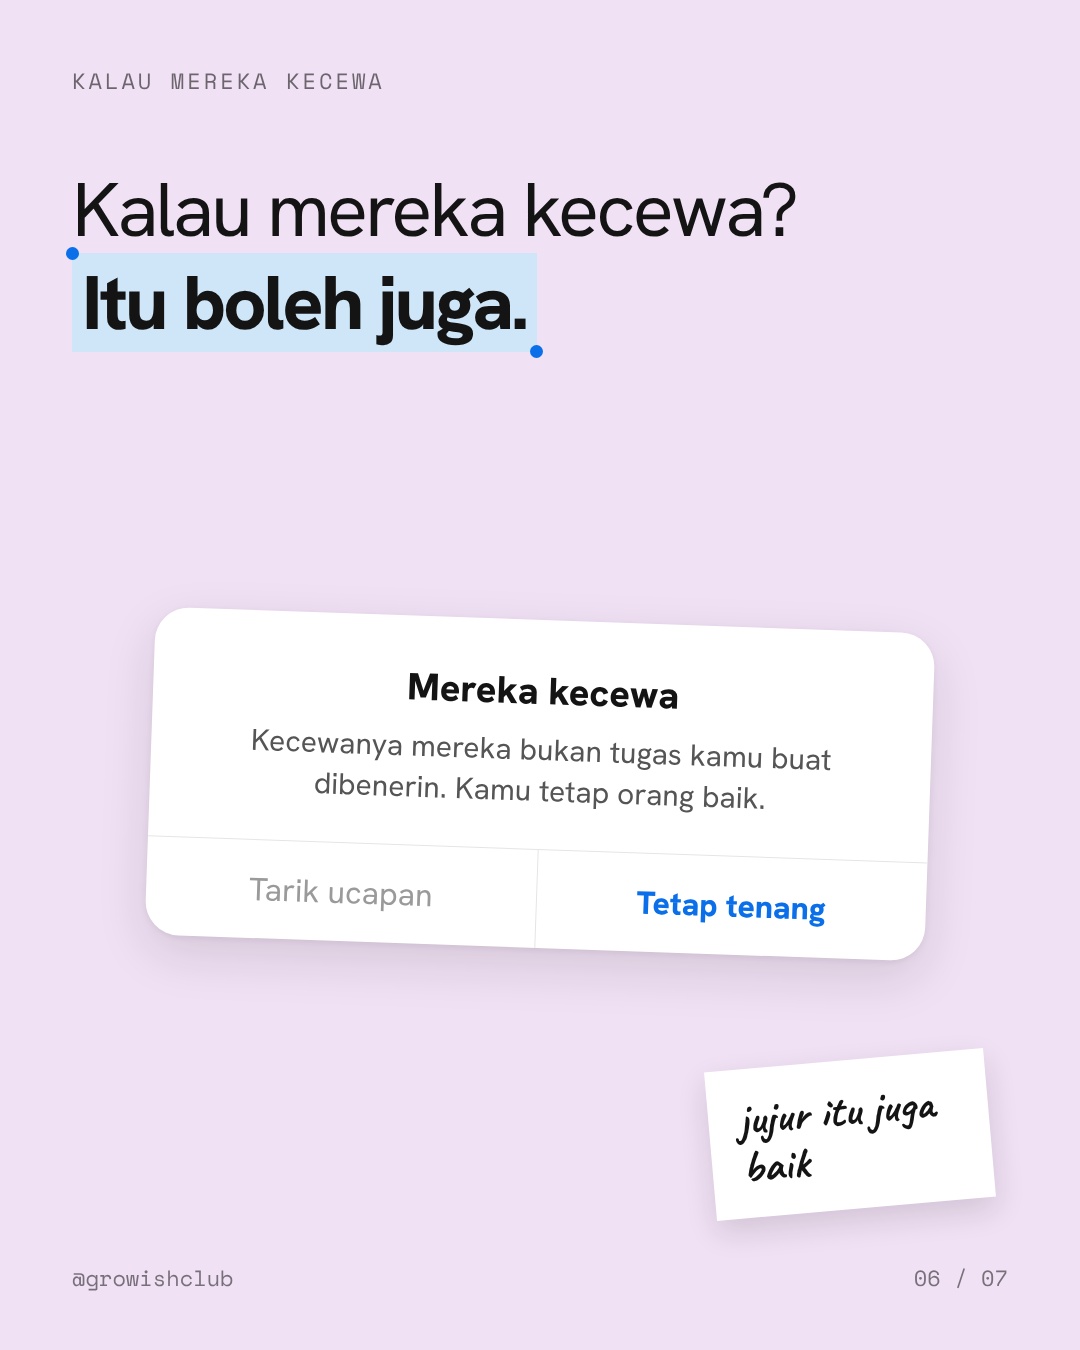 KALAU MEREKA KECEWA
Kalau mereka kecewa?
Itu boleh juga.
Mereka kecewa
Kecewanya mereka bukan tugas kamu buat
dibenerin. Kamu tetap orang baik.
Tarik ucapan
Tetap tenang
jujur itu juga
baik
@growishclub
06 / 07